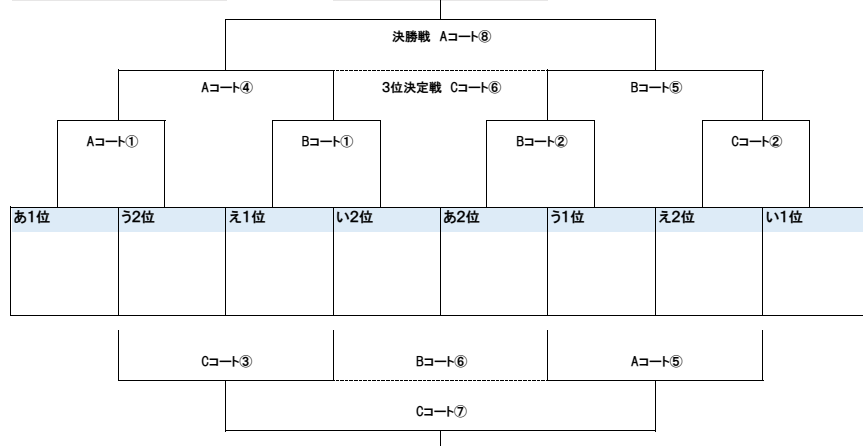 決勝戦 Aコート⑧
Aコート④ 3位決定戦 Cコート⑥ Bコート⑤
Aコート① Bコート① Bコート② Cコート②
あ1位 う2位 え1位 い2位 あ2位 う1位 え2位 い1位
Cコート③ Bコート⑥ Aコート⑤
Cコート⑦